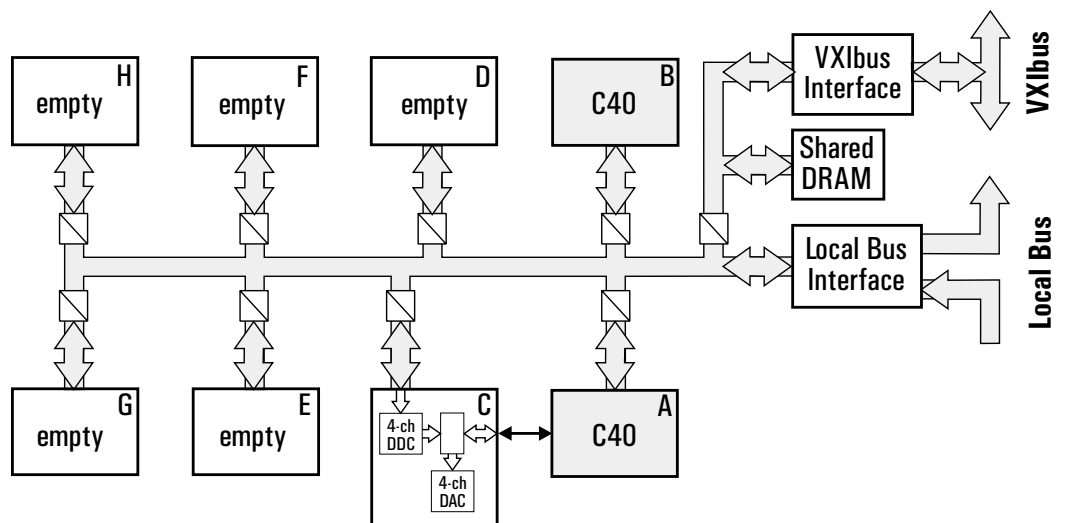 H
empty
F
empty
D
empty
B
C40
VXIbus
Interface
VXIbus
Shared
DRAM
Local Bus
Interface
Local Bus
G
empty
E
empty
C
4-ch
DDC
4-ch
DAC
A
C40